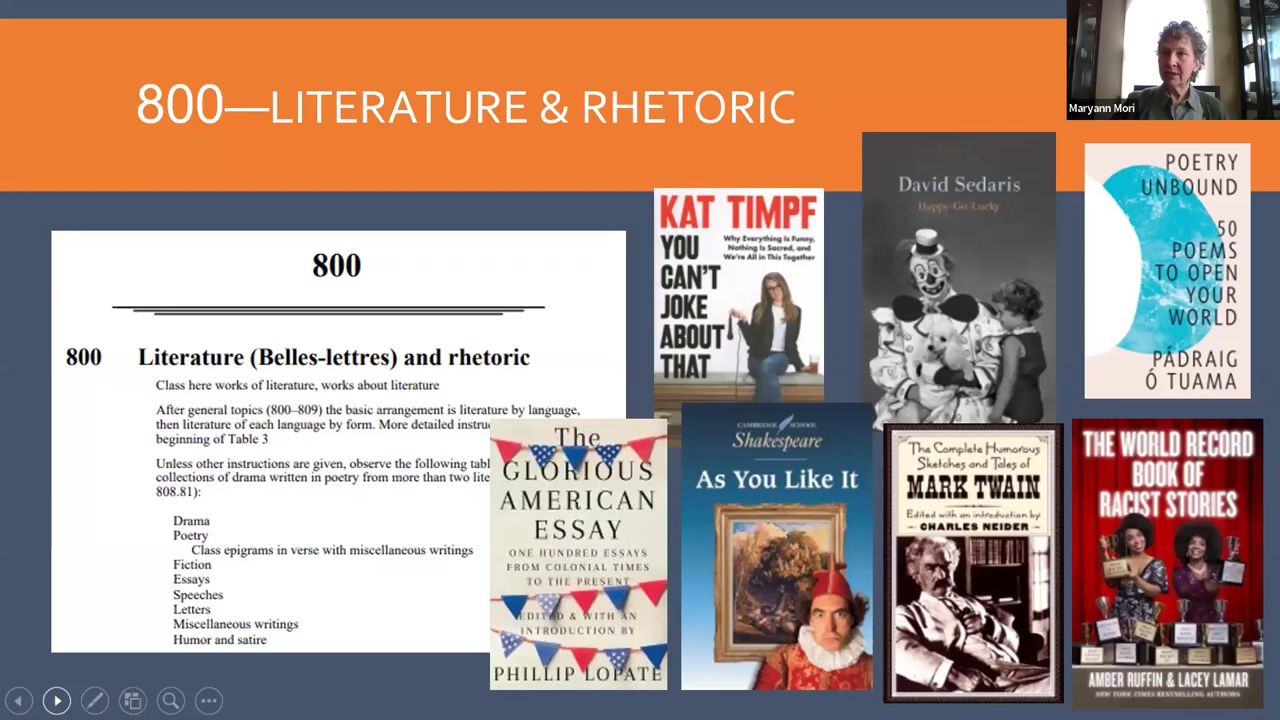 800—LITERATURE & RHETORIC
Maryann Mori
800
800 Literature (Belles-lettres) and rhetoric
Class here works of literature, works about literature
After general topics (800–809) the basic arrangement is literature by language,
then literature of each language by form. More detailed
beginning of Table 3
Unless other instructions are given, observe the following
collections of drama written in poetry from more than two
808.81):
Drama
Poetry
Class epigrams in verse with miscellaneous writings
Fiction
Essays
Speeches
Letters
Miscellaneous writings
Humor and satire
KAT TIMPF
YOU
CAN'T
JOKE
ABOUT
THAT
Why Everything Is Funny,
Nothing Is Sacred, and
We're All in This Together
David Sedaris
Happy-Go-Lucky
POETRY
UNBOUND
50
POEMS
TO OPEN
YOUR
WORLD
PÁDRAIG
Ó TUAMA
The
GLORIOUS
AMERICAN
ESSAY
ONE HUNDRED ESSAYS
FROM COLONIAL TIMES
TO THE PRESENT
EDITED & WITH AN
INTRODUCTION BY
PHILLIP LOPATE
CAMBRIDGE SCHOOL
Shakespeare
As You Like It
The Complete Humorous
Sketches and Tales of
MARK TWAIN
Edited with an introduction by
CHARLES NEIDER
THE WORLD RECORD
BOOK OF
RACIST STORIES
AMBER RUFFIN & LACEY LAMAR
NEW YORK TIMES BESTSELLING AUTHORS